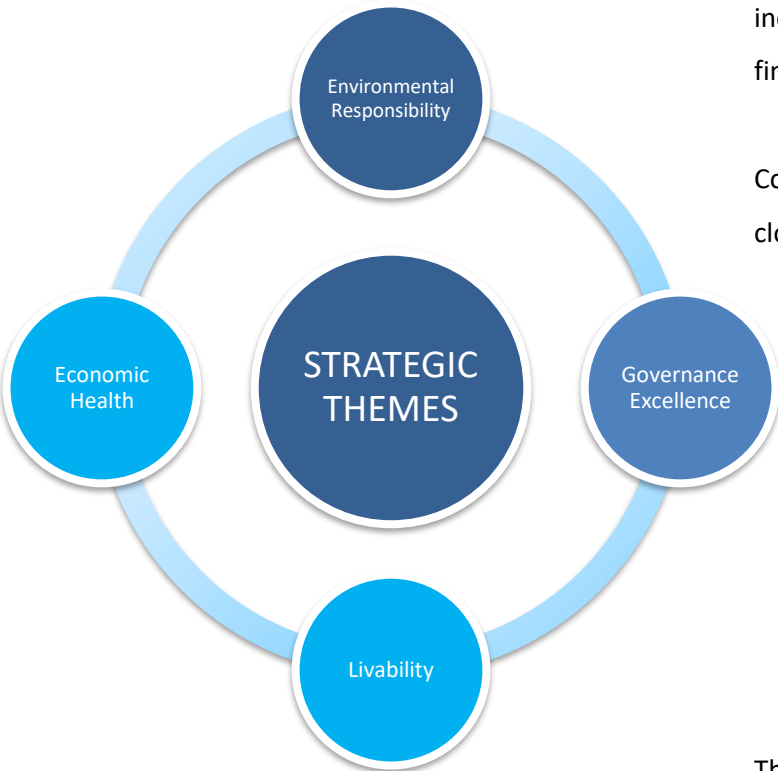 Environmental
Responsibility
STRATEGIC
THEMES
Economic
Health
Governance
Excellence
Livability